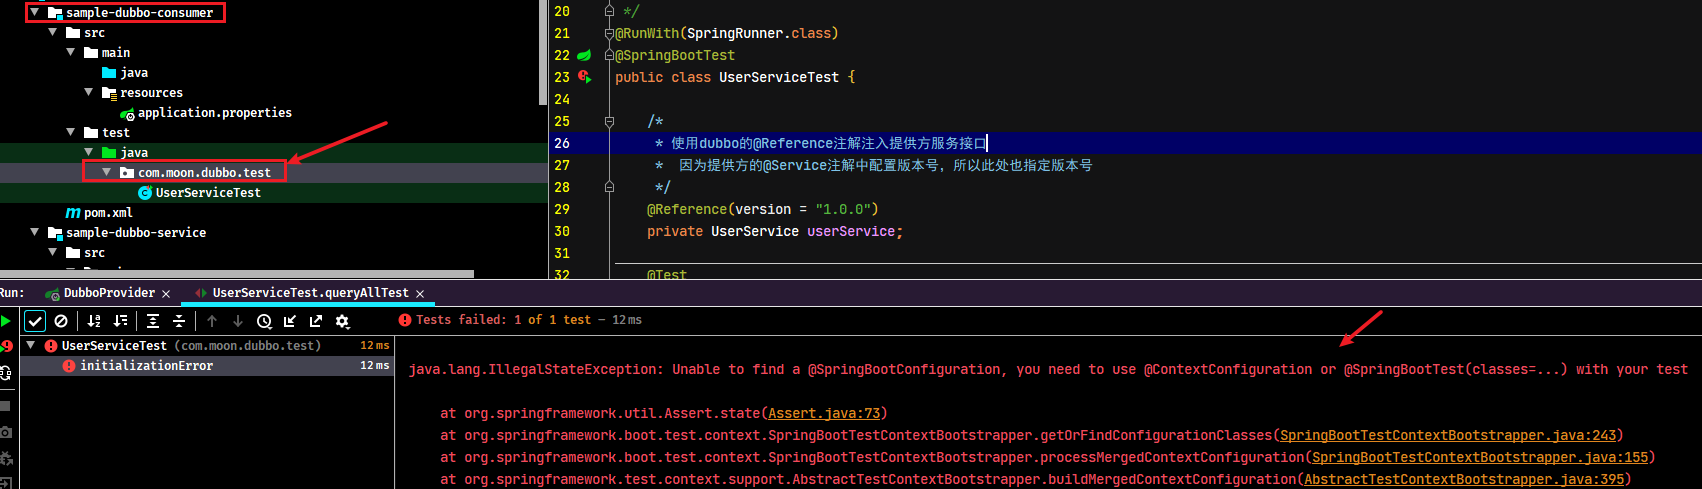 sample-dubbo-consumer
src
main
java
resources
application.properties
test
java
com.moon.dubbo.test
UserServiceTest
pom.xml
sample-dubbo-service
src
20 */
21 @RunWith(SpringRunner.class)
22 @SpringBootTest
23 public class UserServiceTest {
24
25 /*
26 * 使用dubbo的@Reference注解注入提供方服务接口
27 * 因为提供方的@Service注解中配置版本号，所以此处也指定版本号
28 */
29 @Reference(version = "1.0.0")
30 private UserService userService;
31
32 @Test
Run: DubboProvider × UserServiceTest.queryAllTest ×
Tests failed: 1 of 1 test – 12 ms
UserServiceTest (com.moon.dubbo.test) 12 ms
initializationError 12 ms
java.lang.IllegalStateException: Unable to find a @SpringBootConfiguration, you need to use @ContextConfiguration or @SpringBootTest(classes=...) with your test
at org.springframework.util.Assert.state(Assert.java:73)
at org.springframework.boot.test.context.SpringBootTestContextBootstrapper.getOrFindConfigurationClasses(SpringBootTestContextBootstrapper.java:243)
at org.springframework.boot.test.context.SpringBootTestContextBootstrapper.processMergedContextConfiguration(SpringBootTestContextBootstrapper.java:155)
at org.springframework.test.context.support.AbstractTestContextBootstrapper.buildMergedContextConfiguration(AbstractTestContextBootstrapper.java:395)